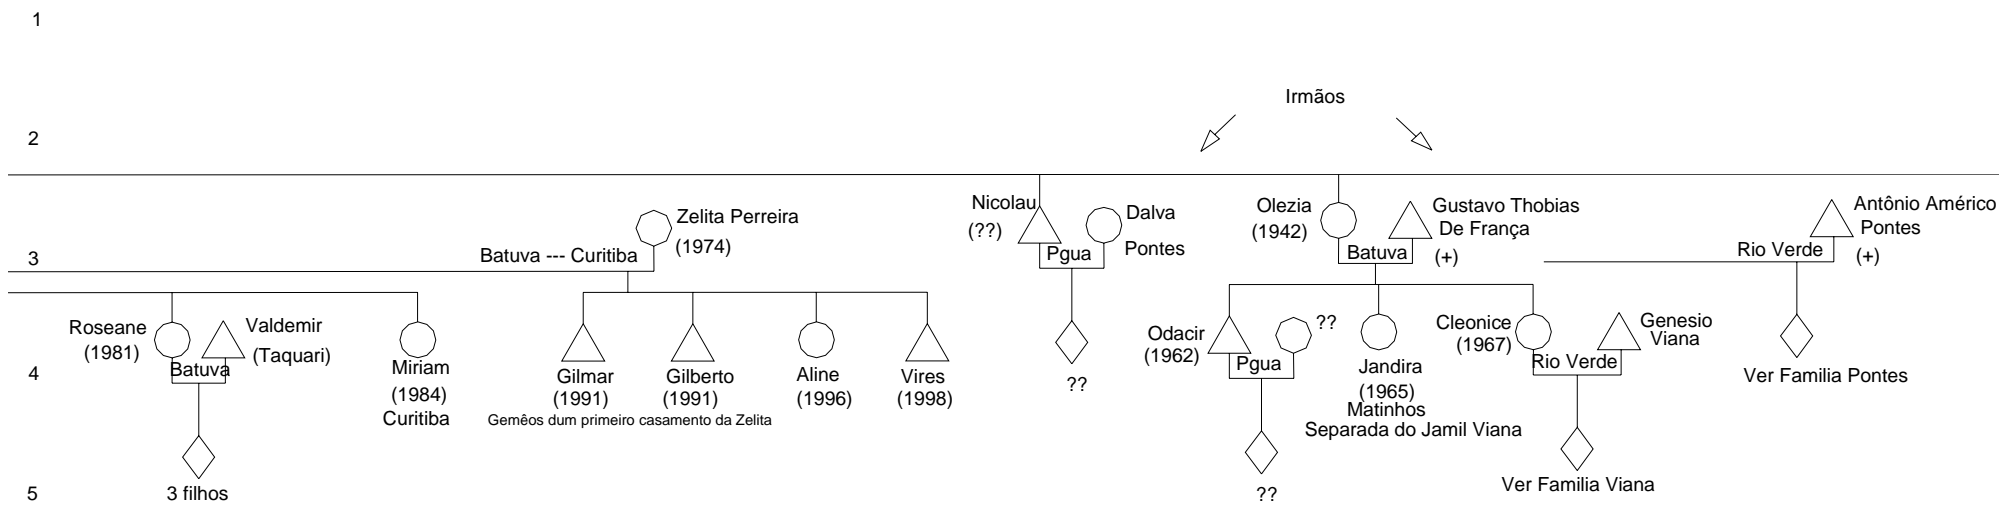 1
Irmãos
2
Nicolau
(??)
Dalva
Pontes
Pgua
Olezia
(1942)
Gustavo Thobias
De França
(+)
Batuva
Antônio Américo
Pontes
(+)
Rio Verde
Zelita Perreira
(1974)
Batuva --- Curitiba
3
Roseane
(1981)
Valdemir
(Taquari)
Batuva
Miriam
(1984)
Curitiba
Gilmar
(1991)
Gilberto
(1991)
Gemêos dum primeiro casamento da Zelita
Aline
(1996)
Vires
(1998)
??
Odacir
(1962)
??
Pgua
Jandira
(1965)
Matinhos
Separada do Jamil Viana
Cleonice
(1967)
Genesio
Viana
Rio Verde
Ver Familia Pontes
4
3 filhos
??
Ver Familia Viana
5